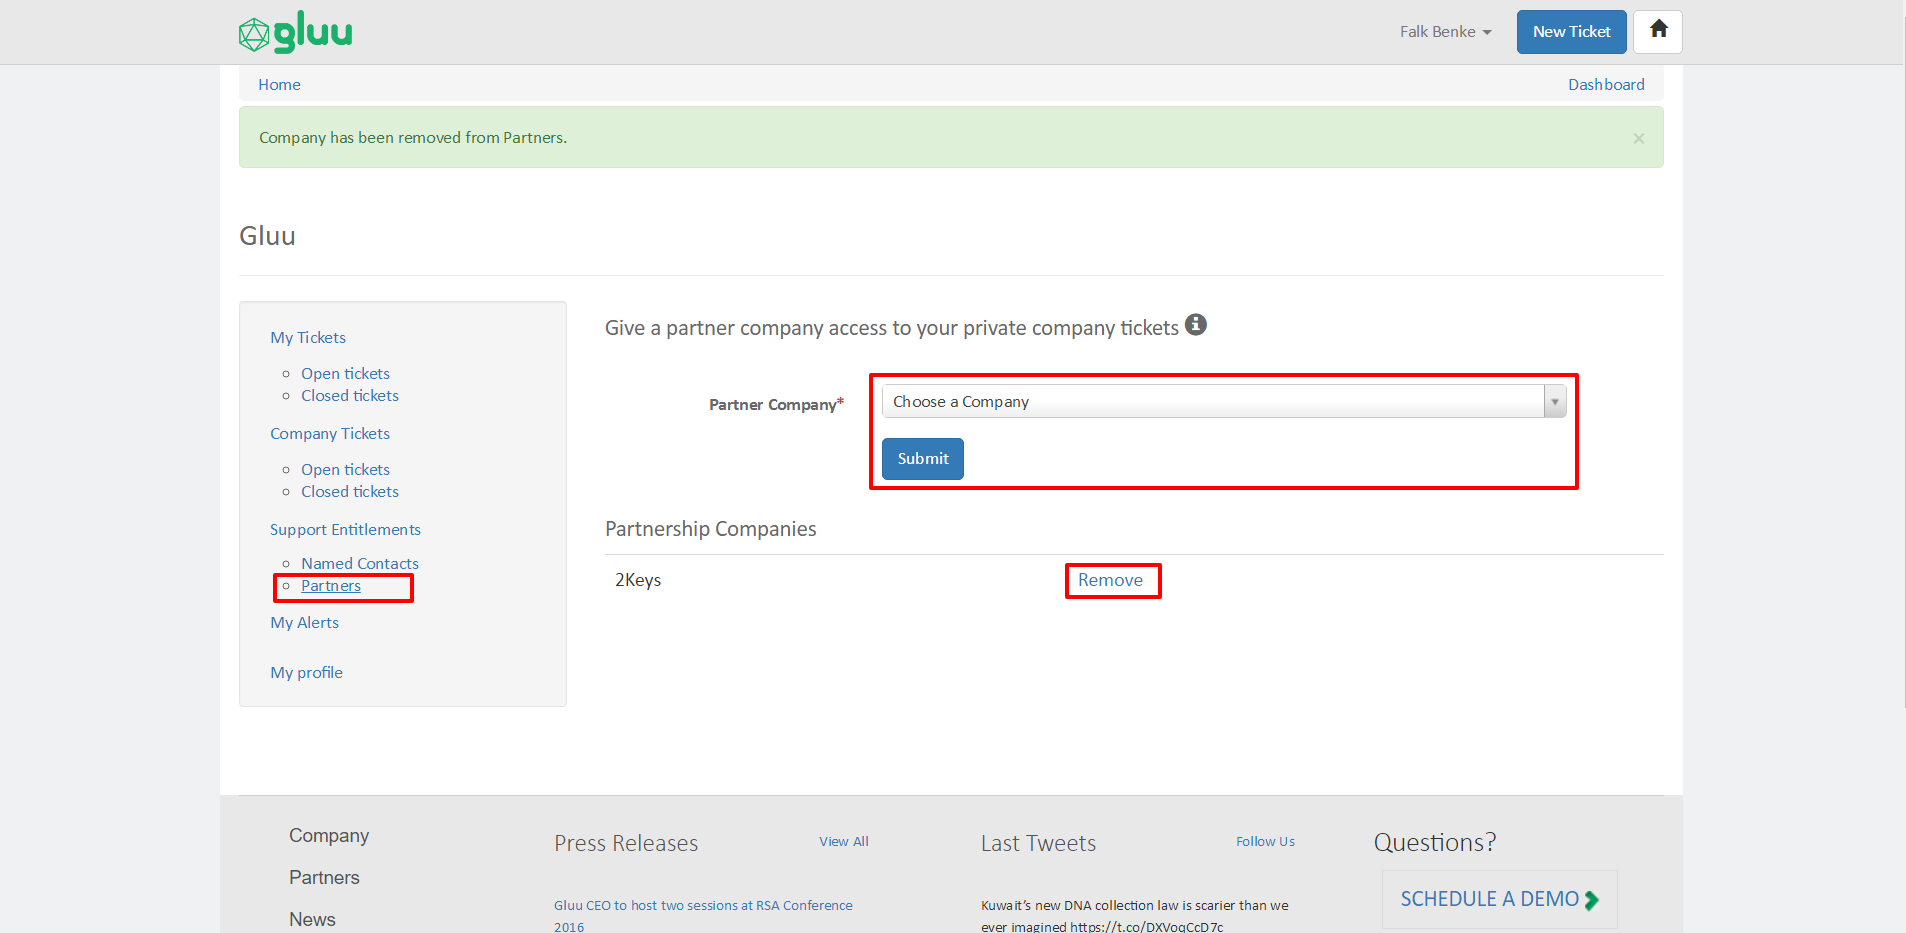 gluu
Falk Benke
New Ticket
Home
Dashboard
Company has been removed from Partners.
×
Gluu
My Tickets
Open tickets
Closed tickets
Company Tickets
Open tickets
Closed tickets
Support Entitlements
Named Contacts
Partners
My Alerts
My profile
Give a partner company access to your private company tickets
Partner Company*
Choose a Company
Submit
Partnership Companies
2Keys
Remove
Company
Partners
News
Press Releases
View All
Gluu CEO to host two sessions at RSA Conference
2016
Last Tweets
Follow Us
Kuwait’s new DNA collection law is scarier than we
ever imagined https://t.co/DXVoqCcD7c
Questions?
SCHEDULE A DEMO